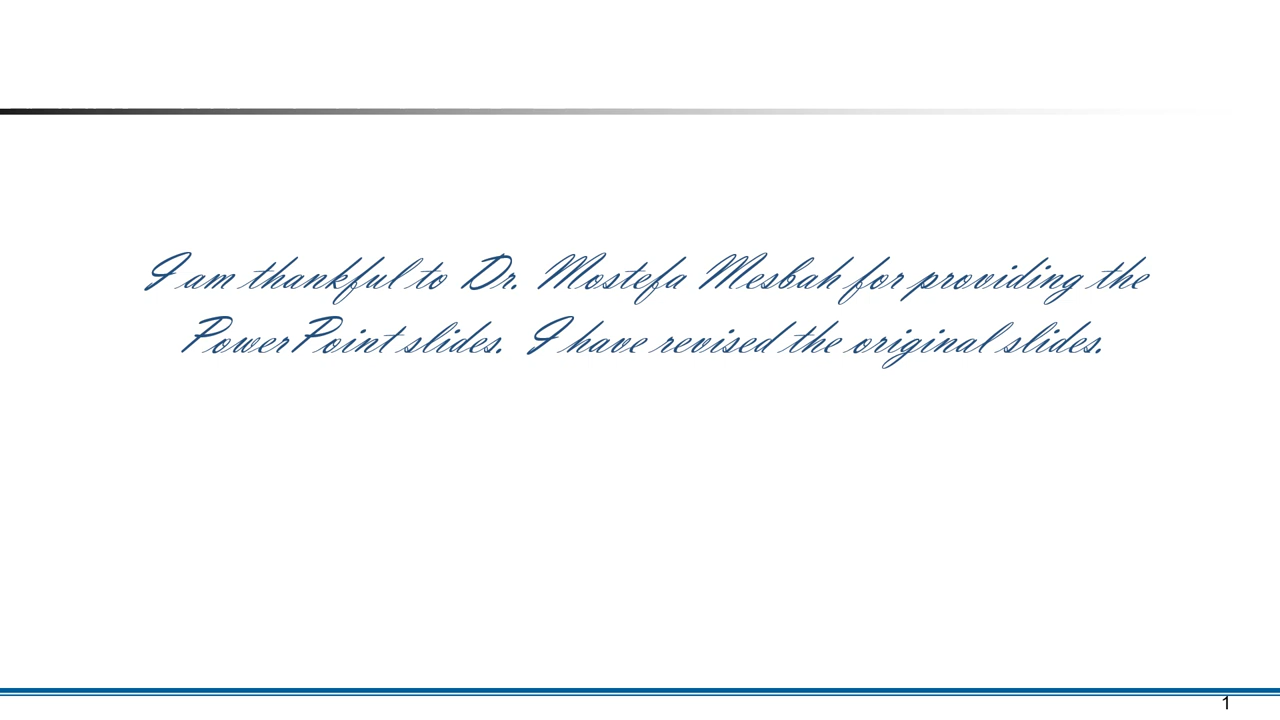 I am thankful to Dr. Mostefa Mesbah for providing the
PowerPoint slides. I have revised the original slides.
1